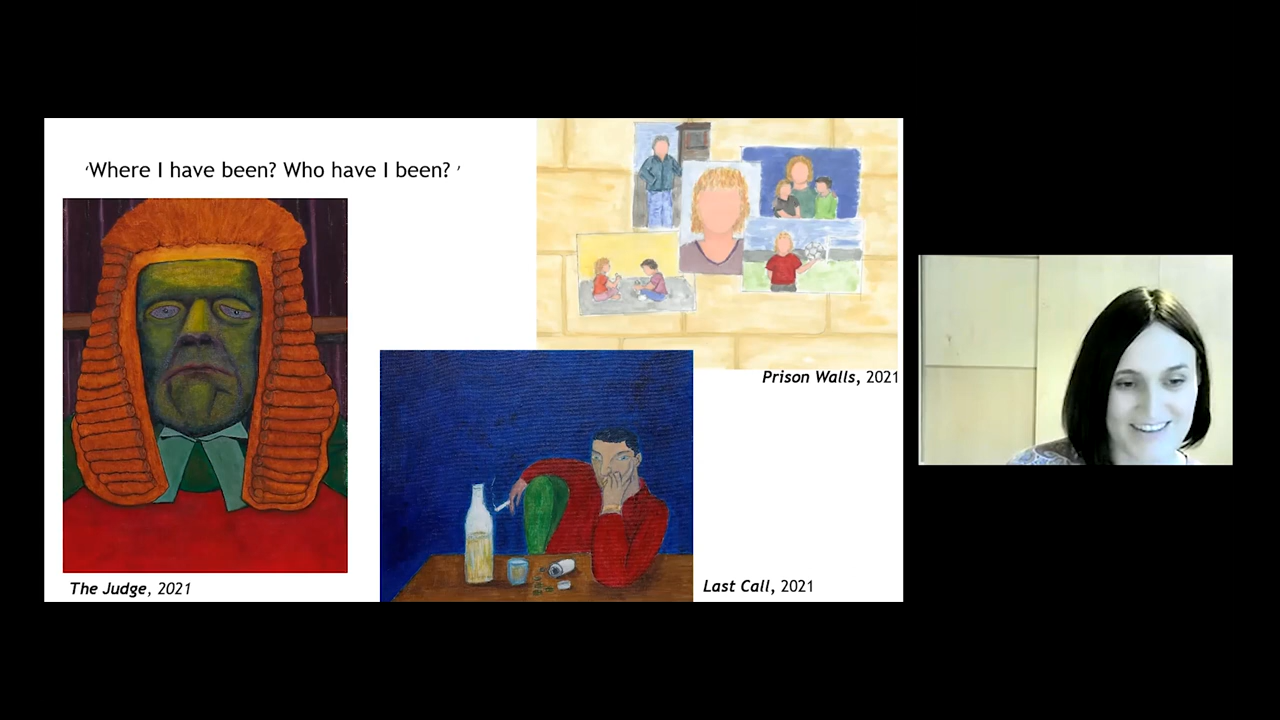 ‘Where I have been? Who have I been? ’
Prison Walls, 2021
The Judge, 2021
Last Call, 2021